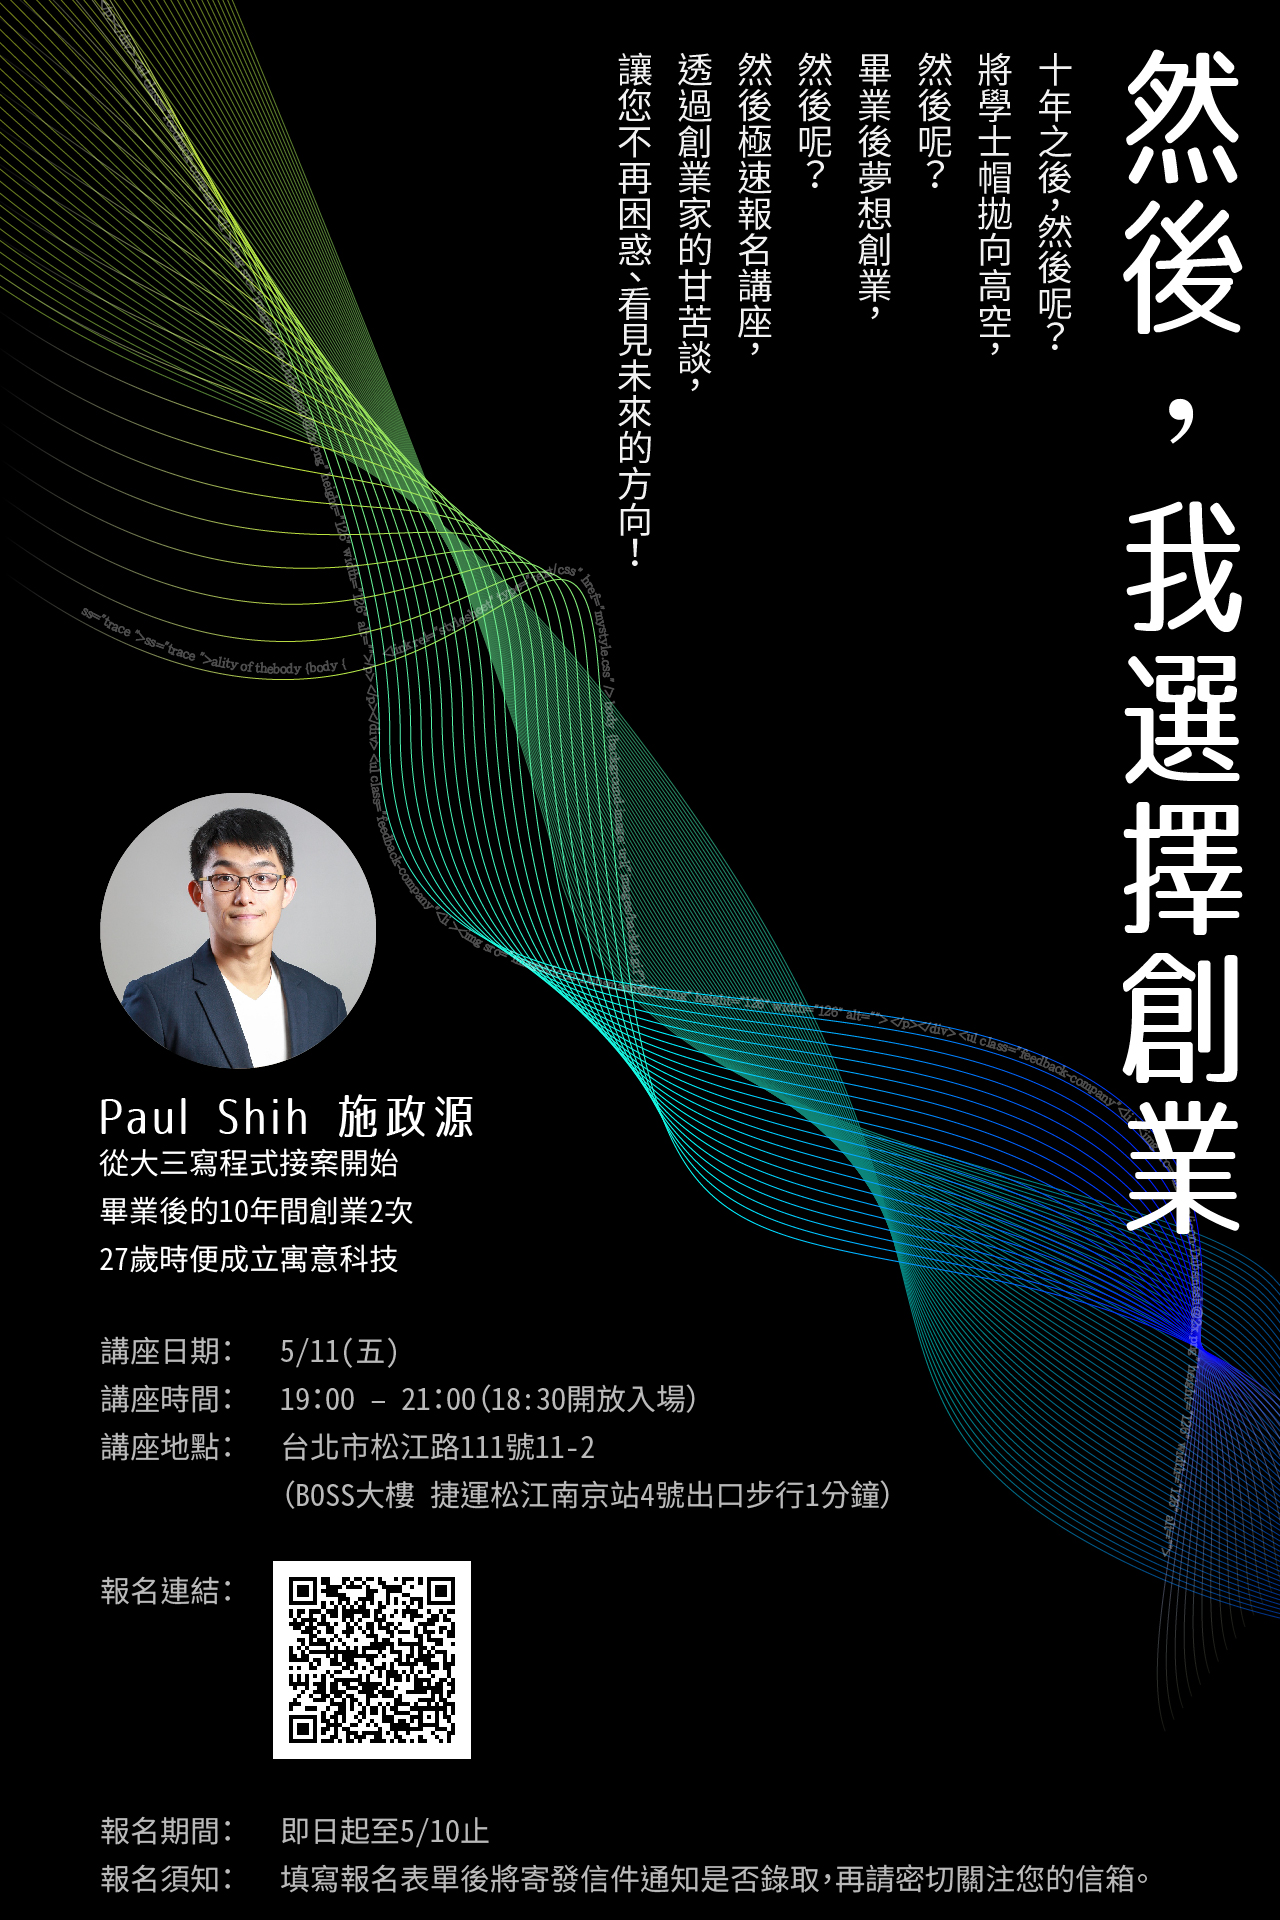 然後，我選擇創業
十年之後，然後呢？
將學士帽拋向高空，
然後呢？
畢業後夢想創業，
然後呢？
然後極速報名講座，
透過創業家的甘苦談，
讓您不再困惑、看見未來的方向！
ss="trace ">ss="trace ">ality of thebody {body {
Paul Shih 施政源
從大三寫程式接案開始
畢業後的10年間創業2次
27歲時便成立寓意科技
講座日期： 5/11(五)
講座時間： 19：00 – 21：00（18：30開放入場）
講座地點： 台北市松江路111號11-2
（BOSS大樓 捷運松江南京站4號出口步行1分鐘）
報名連結：
報名期間： 即日起至5/10止
報名須知： 填寫報名表單後將寄發信件通知是否錄取，再請密切關注您的信箱。